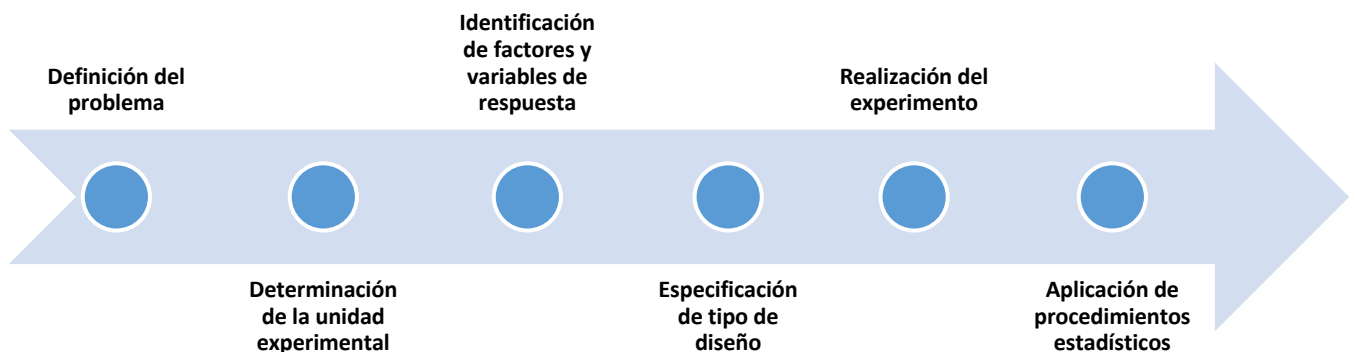 Definición del
problema
Determinación
de la unidad
experimental
Identificación
de factores y
variables de
respuesta
Especificación
de tipo de
diseño
Realización del
experimento
Aplicación de
procedimientos
estadísticos